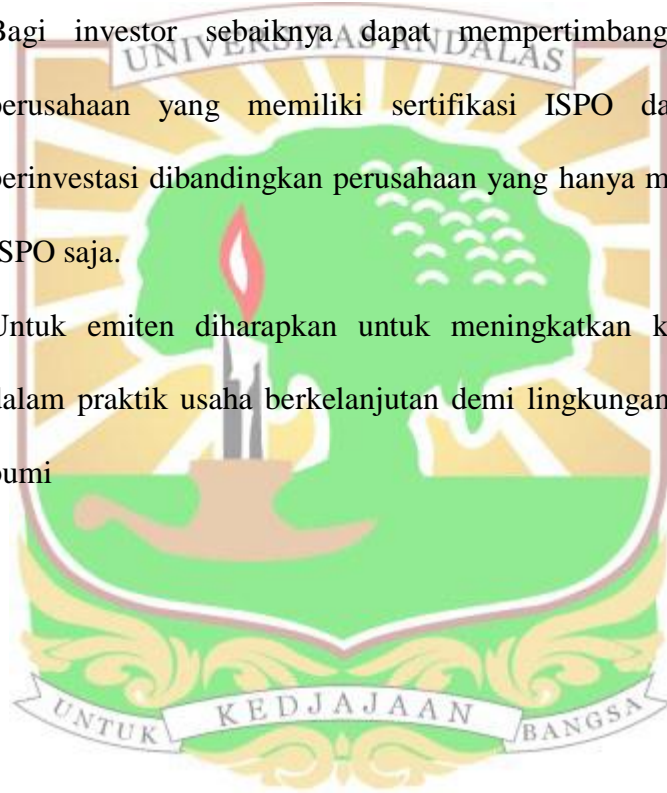 Bagi investor sebaiknya dapat mempertimbang
UNIVERSITAS ANDALAS
perusahaan yang memiliki sertifikasi ISPO da
berinvestasi dibandingkan perusahaan yang hanya m
ISPO saja.
Untuk emiten diharapkan untuk meningkatkan k
dalam praktik usaha berkelanjutan demi lingkungan
bumi
UNTUK KEDJAJAAN BANGSA